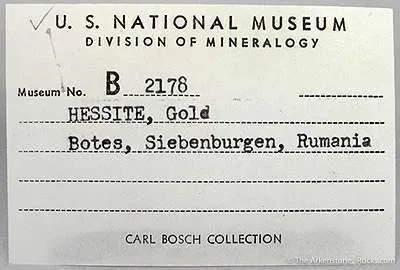 U. S. NATIONAL MUSEUM
DIVISION OF MINERALOGY
Museum No. B 2178
HESSITE, Gold
Botes, Siebenburgen, Rumania
CARL BOSCH COLLECTION
© The Arkenstone, iRocks.com